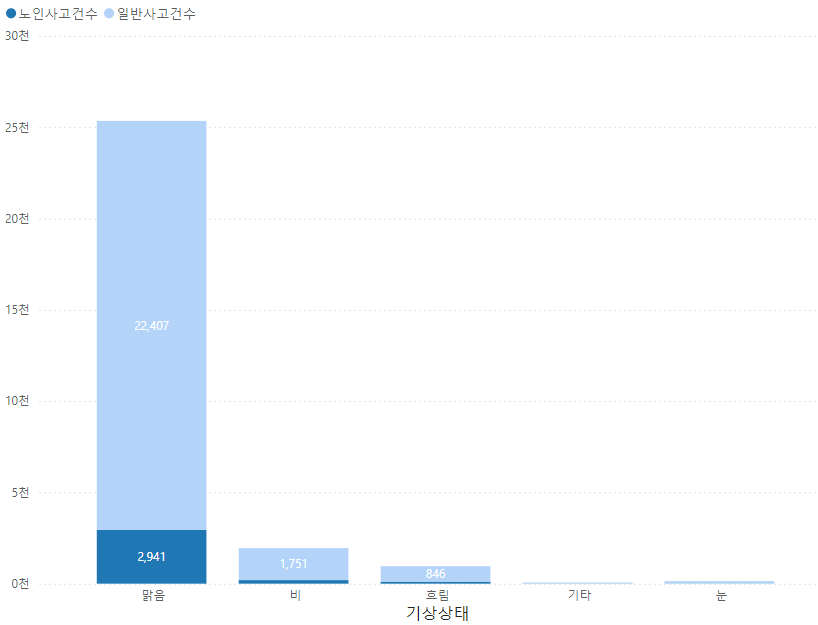 노인사고건수 일반사고건수
30천
25천
20천
15천
10천
5천
0천
22,407
2,941
1,751
846
맑음 비 흐림 기타 눈
기상상태